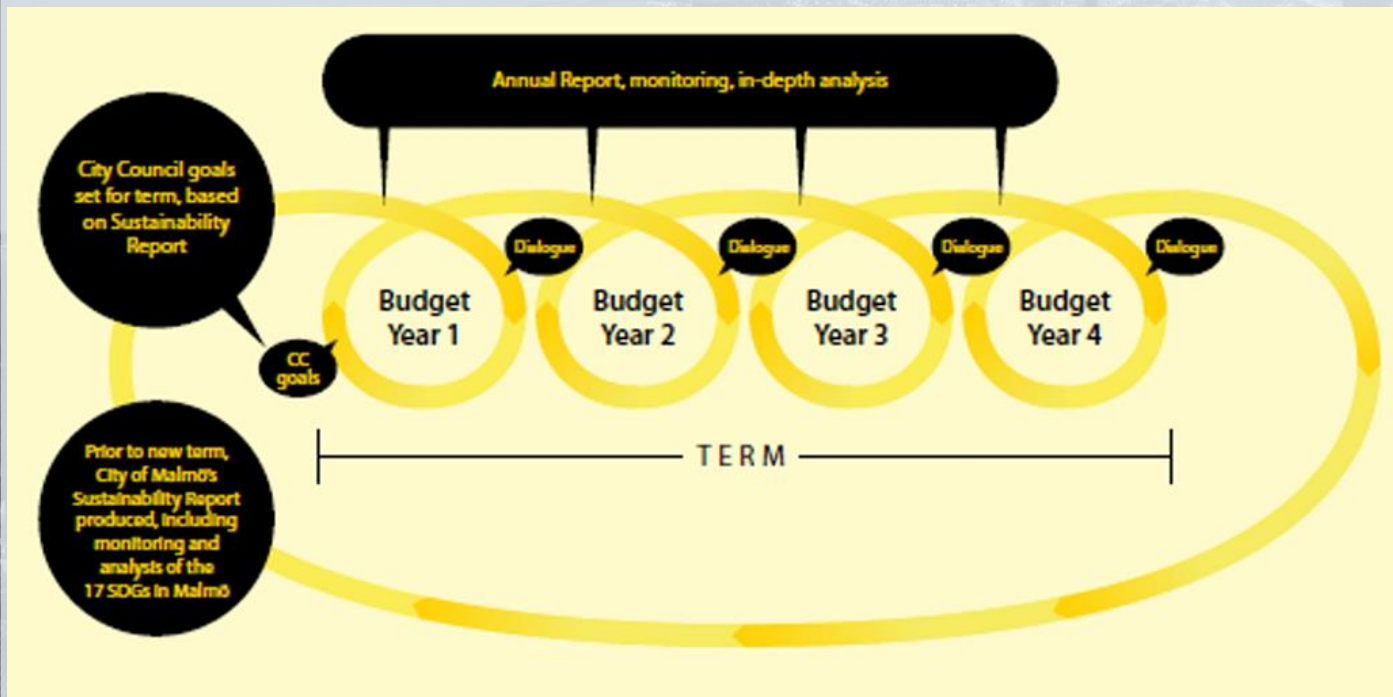 Annual Report, monitoring, in-depth analysis
City Council goals
set for term, based
on Sustainability
Report
Dialogue
Dialogue
Dialogue
Dialogue
Budget
Year 1
Budget
Year 2
Budget
Year 3
Budget
Year 4
CC
goals
TERM
Prior to new term,
City of Malmö's
Sustainability Report
produced, including
monitoring and
analysis of the
17 SDGs in Malmö